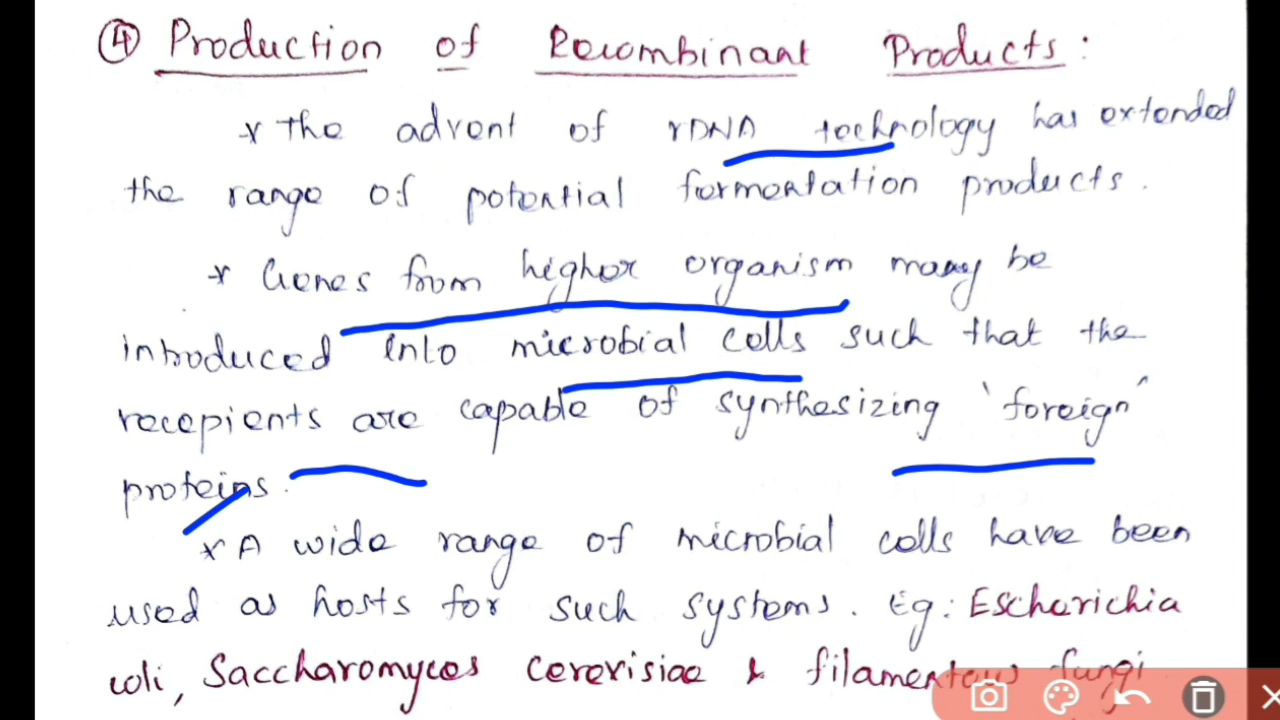 ④ Production of Recombinant Products:
* The advent of rDNA technology has extended
the range of potential fermentation products.
* Genes from higher organism many be
introduced into microbial cells such that the
recepients are capable of synthesizing 'foreign"
proteins.
* A wide range of microbial cells have been
used as hosts for such systems. Eg: Escherichia
coli, Saccharomyces cerevisiae & filamentous fungi